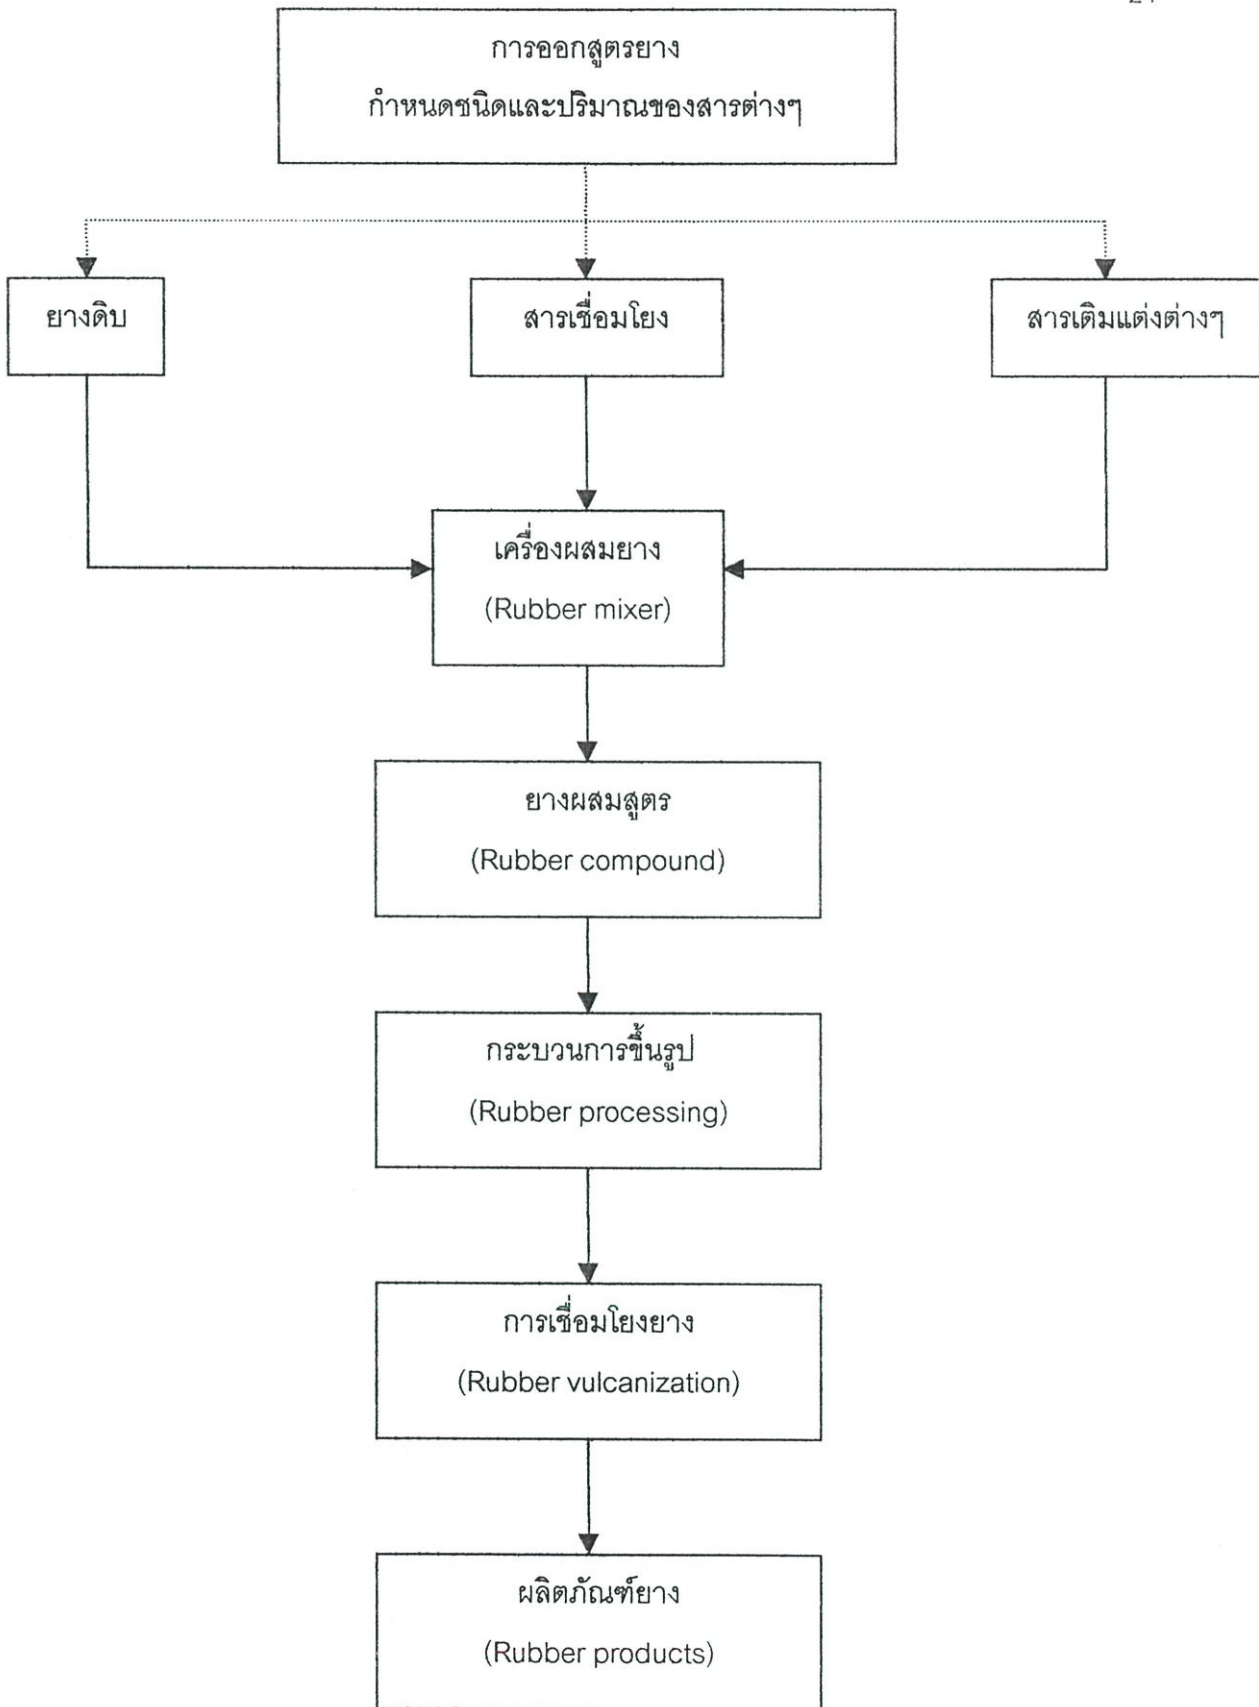 การออกสูตรยาง
กำหนดชนิดและปริมาณของสารต่างๆ
ยางดิบ
สารเชื่อมโยง
สารเติมแต่งต่างๆ
เครื่องผสมยาง
(Rubber mixer)
ยางผสมสูตร
(Rubber compound)
กระบวนการขึ้นรูป
(Rubber processing)
การเชื่อมโยงยาง
(Rubber vulcanization)
ผลิตภัณฑ์ยาง
(Rubber products)